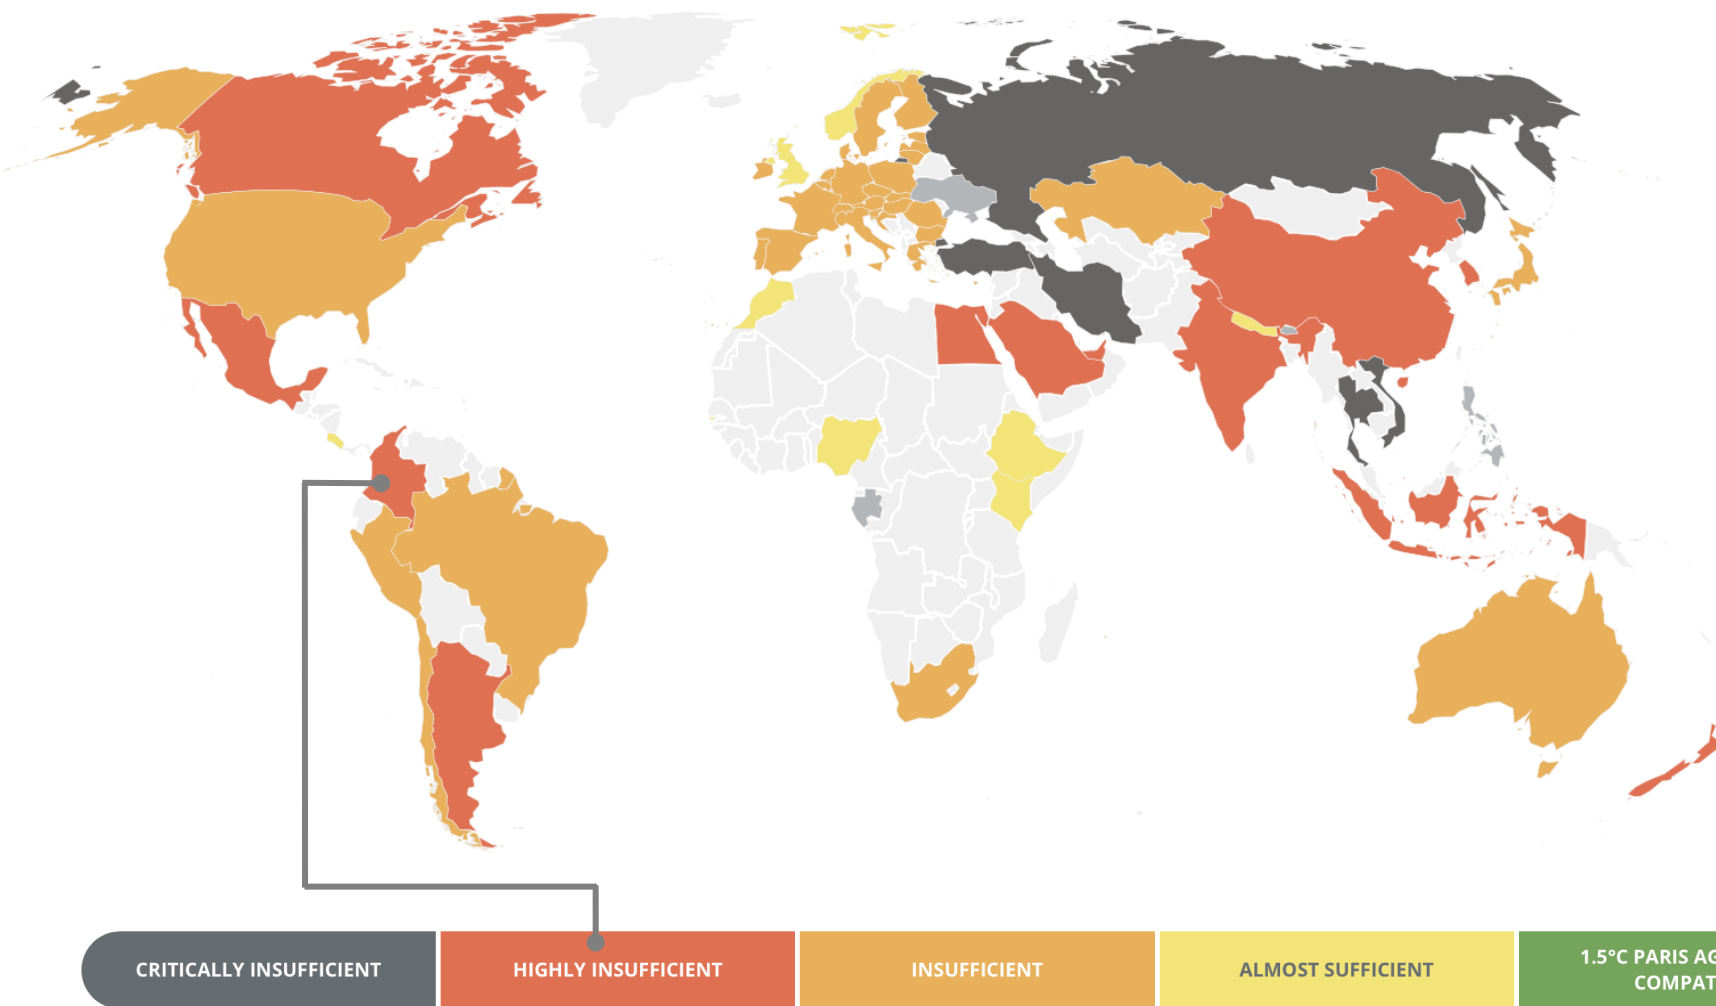 CRITICALLY INSUFFICIENT
HIGHLY INSUFFICIENT
INSUFFICIENT
ALMOST SUFFICIENT
1.5°C PARIS AG
COMPAT